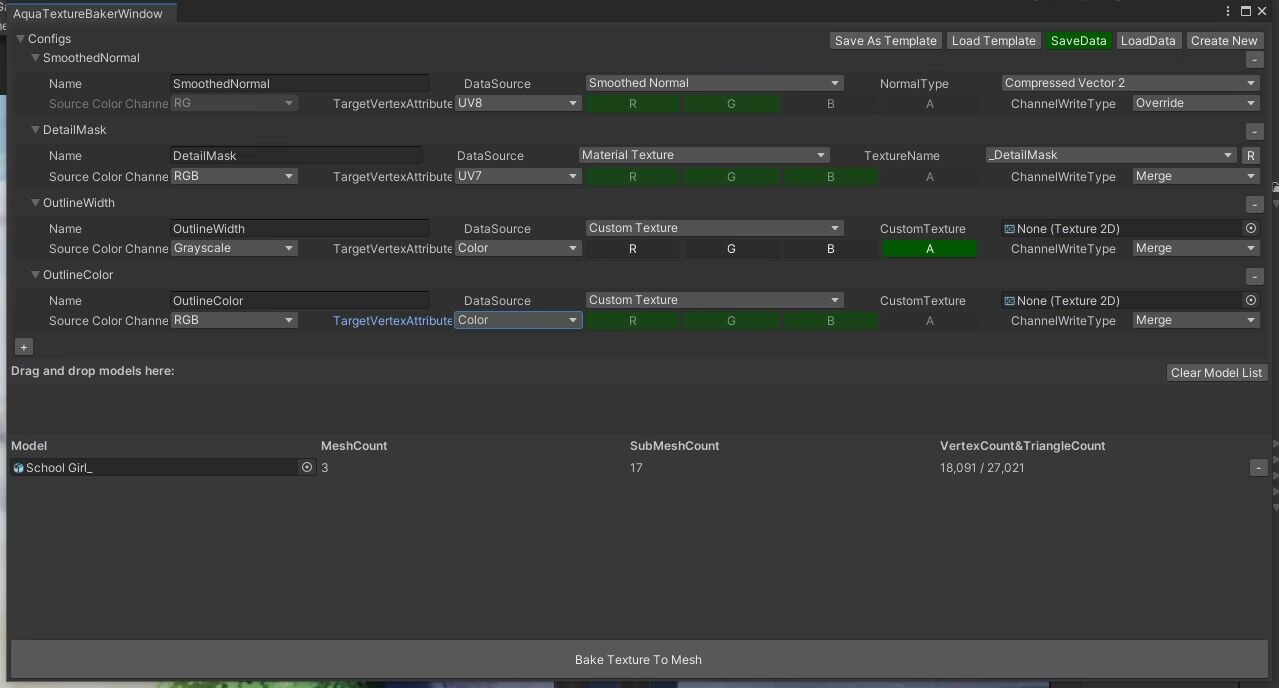 AquaTextureBakerWindow
Configs
Save As Template Load Template SaveData LoadData Create New
SmoothedNormal
-
Name SmoothedNormal DataSource Smoothed Normal NormalType Compressed Vector 2
Source Color Channe RG TargetVertexAttribute UV8 R G B A ChannelWriteType Override
DetailMask
-
Name DetailMask DataSource Material Texture TextureName _DetailMask R
Source Color Channe RGB TargetVertexAttribute UV7 R G B A ChannelWriteType Merge
OutlineWidth
-
Name OutlineWidth DataSource Custom Texture CustomTexture None (Texture 2D)
Source Color Channe Grayscale TargetVertexAttribute Color R G B A ChannelWriteType Merge
OutlineColor
-
Name OutlineColor DataSource Custom Texture CustomTexture None (Texture 2D)
Source Color Channe RGB TargetVertexAttribute Color R G B A ChannelWriteType Merge
+
Drag and drop models here:
Clear Model List
Model MeshCount SubMeshCount VertexCount&TriangleCount
School Girl_ 3 17 18,091 / 27,021 -
Bake Texture To Mesh